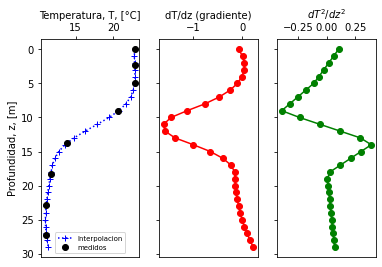 Temperatura, T, [°C]
dT/dz (gradiente)
dT²/dz²
15 20
−1 0
−0.25 0.00 0.25
Profundidad, z, [m]
0
5
10
15
20
25
30
interpolacion
medidos